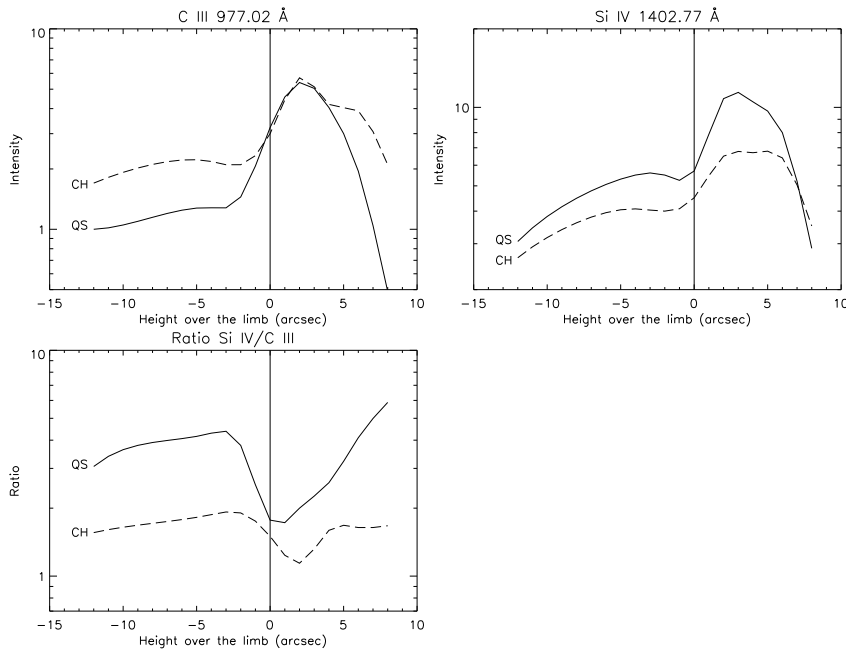 C III 977.02 Å
10
Intensity
CH
QS
1
−15 −10 −5 0 5 10
Height over the limb (arcsec)
Si IV 1402.77 Å
10
Intensity
QS
CH
−15 −10 −5 0 5 10
Height over the limb (arcsec)
Ratio Si IV/C III
10
Ratio
QS
CH
1
−15 −10 −5 0 5 10
Height over the limb (arcsec)